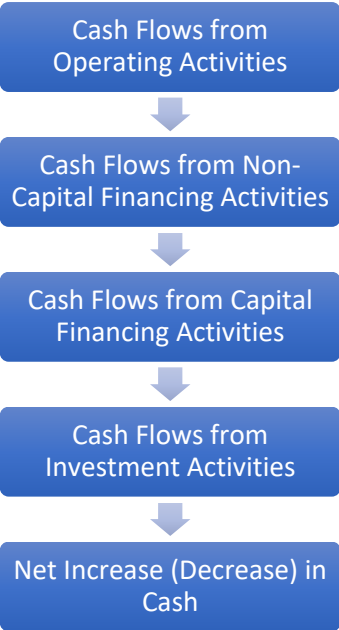 Cash Flows from
Operating Activities
Cash Flows from Non-
Capital Financing Activities
Cash Flows from Capital
Financing Activities
Cash Flows from
Investment Activities
Net Increase (Decrease) in
Cash